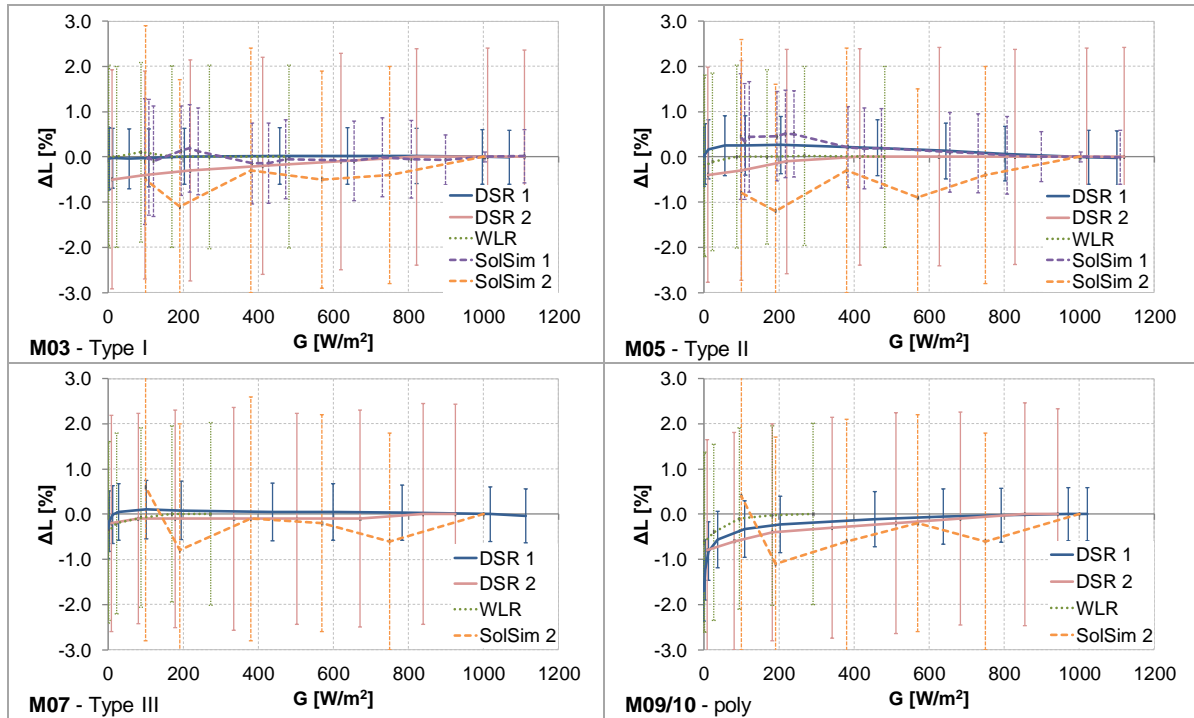 3.0
2.0
1.0
0.0
-1.0
-2.0
-3.0
ΔL [%]
0 200 400 600 800 1000 1200
G [W/m²]
DSR 1
DSR 2
WLR
SolSim 1
SolSim 2
M03 - Type I
3.0
2.0
1.0
0.0
-1.0
-2.0
-3.0
ΔL [%]
0 200 400 600 800 1000 1200
G [W/m²]
DSR 1
DSR 2
WLR
SolSim 1
SolSim 2
M05 - Type II
3.0
2.0
1.0
0.0
-1.0
-2.0
-3.0
ΔL [%]
0 200 400 600 800 1000 1200
G [W/m²]
DSR 1
DSR 2
WLR
SolSim 2
M07 - Type III
3.0
2.0
1.0
0.0
-1.0
-2.0
-3.0
ΔL [%]
0 200 400 600 800 1000 1200
G [W/m²]
DSR 1
DSR 2
WLR
SolSim 2
M09/10 - poly